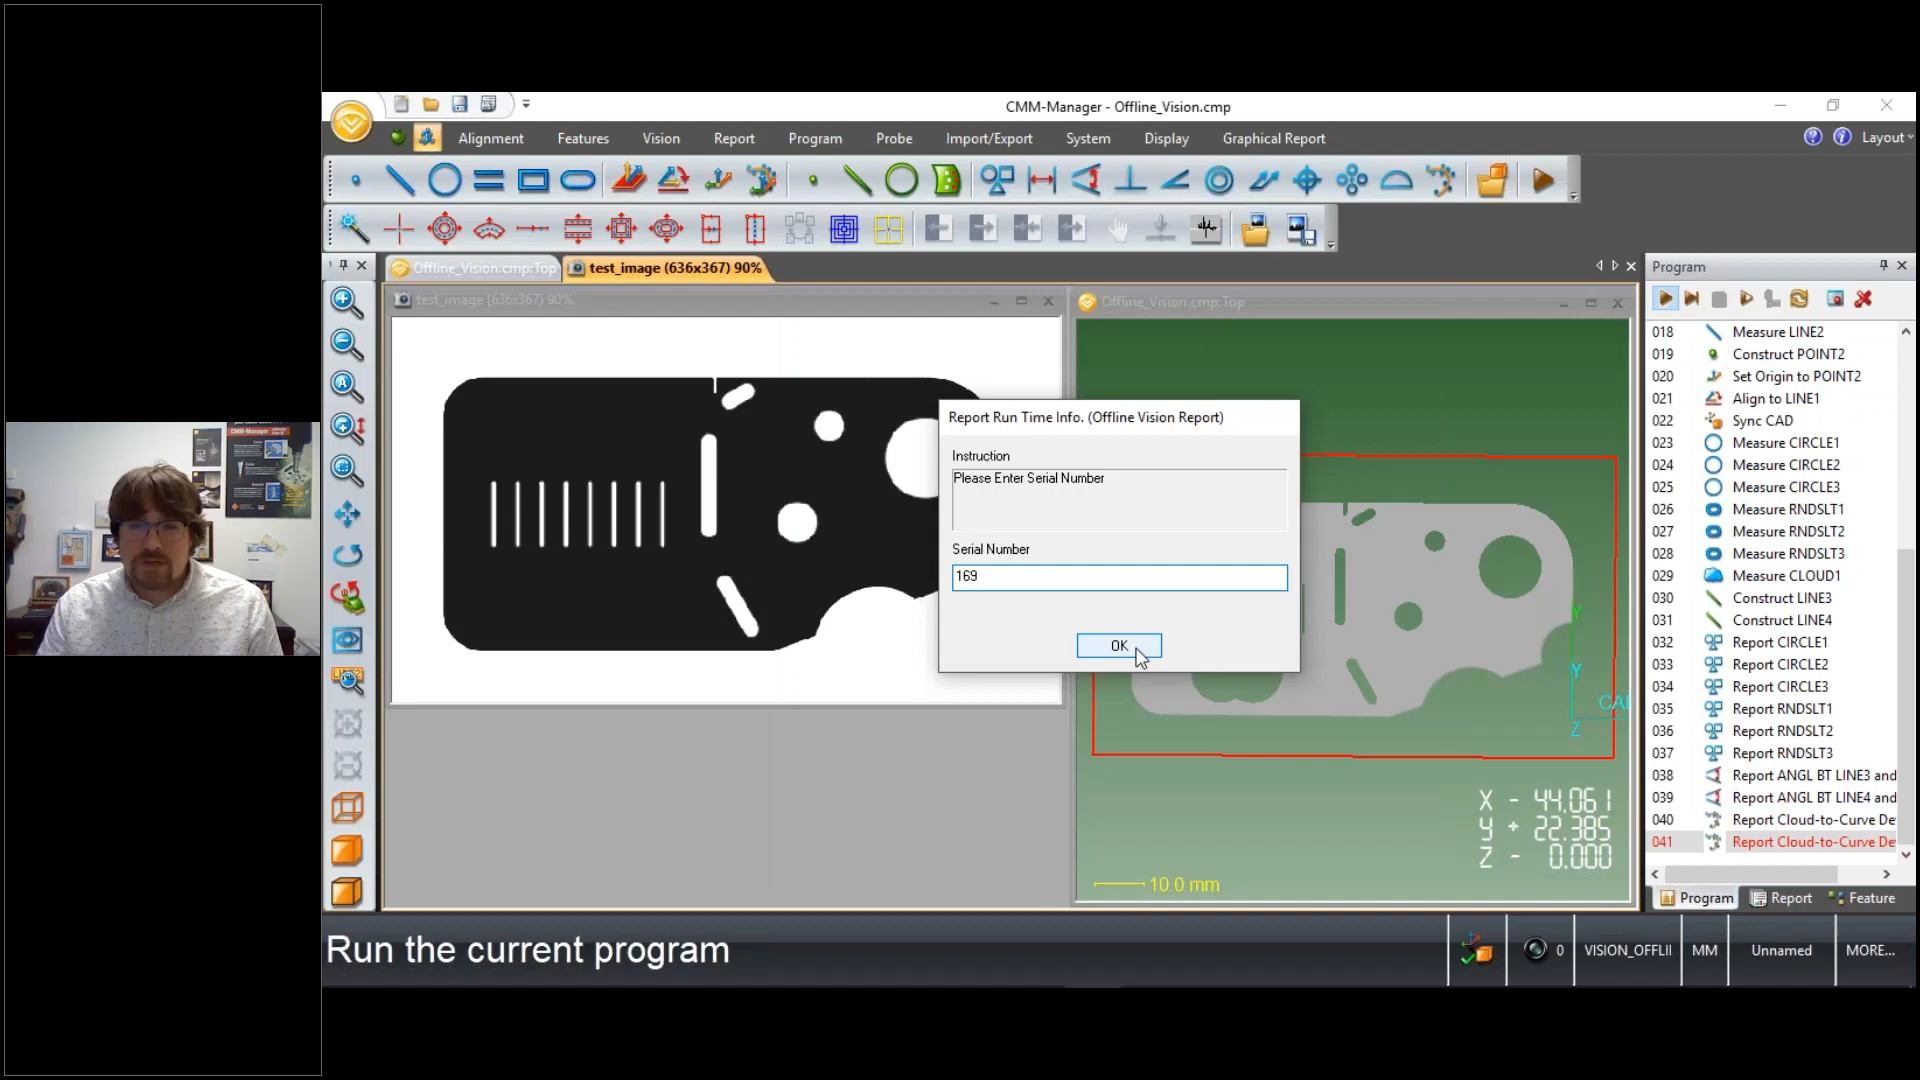 CMM-Manager - Offline_Vision.cmp
Alignment
Features
Vision
Report
Program
Probe
Import/Export
System
Display
Graphical Report
Layout
Offline_Vision.cmp:Top
test_image (636x367) 90%
test_image (636x367) 90%
Offline_Vision.cmp:Top
Report Run Time Info. (Offline Vision Report)
Instruction
Please Enter Serial Number
Serial Number
169
OK
Y
Y
Z
CA
X - 44.061
Y + 22.385
Z - 0.000
10.0 mm
Program
018 Measure LINE2
019 Construct POINT2
020 Set Origin to POINT2
021 Align to LINE1
022 Sync CAD
023 Measure CIRCLE1
024 Measure CIRCLE2
025 Measure CIRCLE3
026 Measure RNDSLT1
027 Measure RNDSLT2
028 Measure RNDSLT3
029 Measure CLOUD1
030 Construct LINE3
031 Construct LINE4
032 Report CIRCLE1
033 Report CIRCLE2
034 Report CIRCLE3
035 Report RNDSLT1
036 Report RNDSLT2
037 Report RNDSLT3
038 Report ANGL BT LINE3 and
039 Report ANGL BT LINE4 and
040 Report Cloud-to-Curve De
041 Report Cloud-to-Curve De
Program
Report
Feature
Run the current program
0
VISION_OFFLI
MM
Unnamed
MORE...